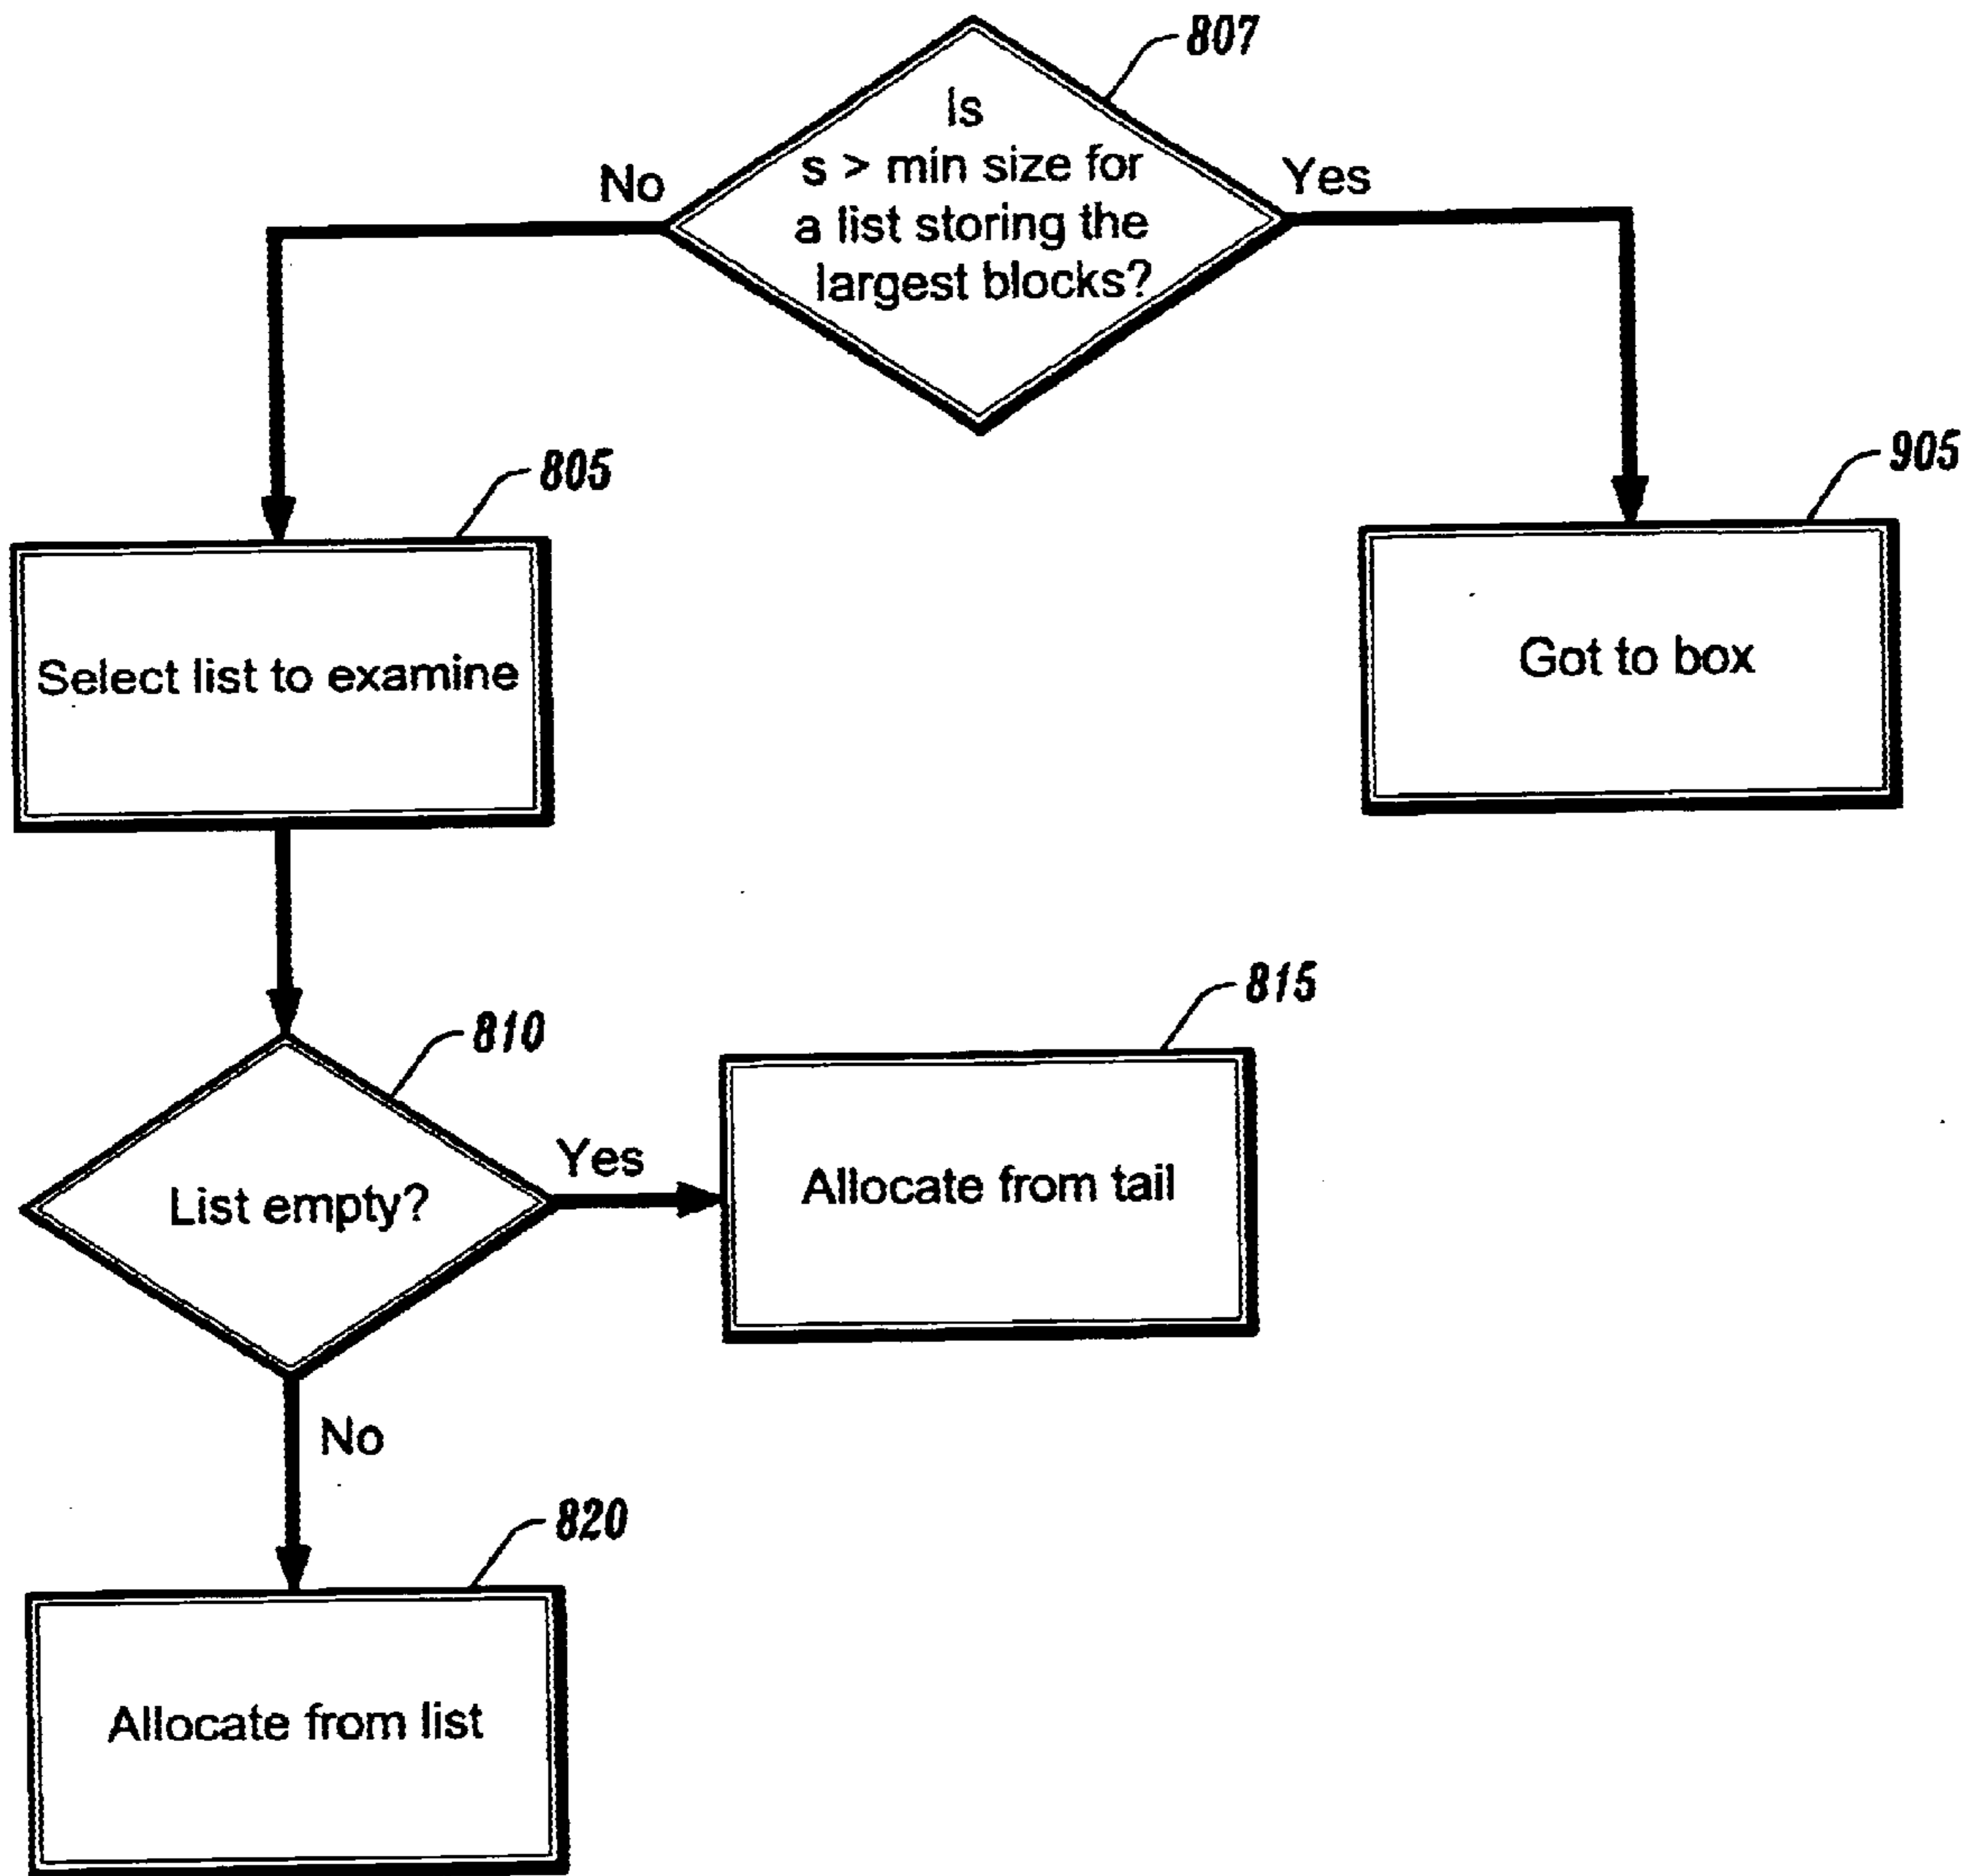 807
Is
s > min size for
a list storing the
largest blocks?
No
Yes
805
905
Select list to examine
Got to box
810
815
List empty?
Yes
Allocate from tail
No
820
Allocate from list